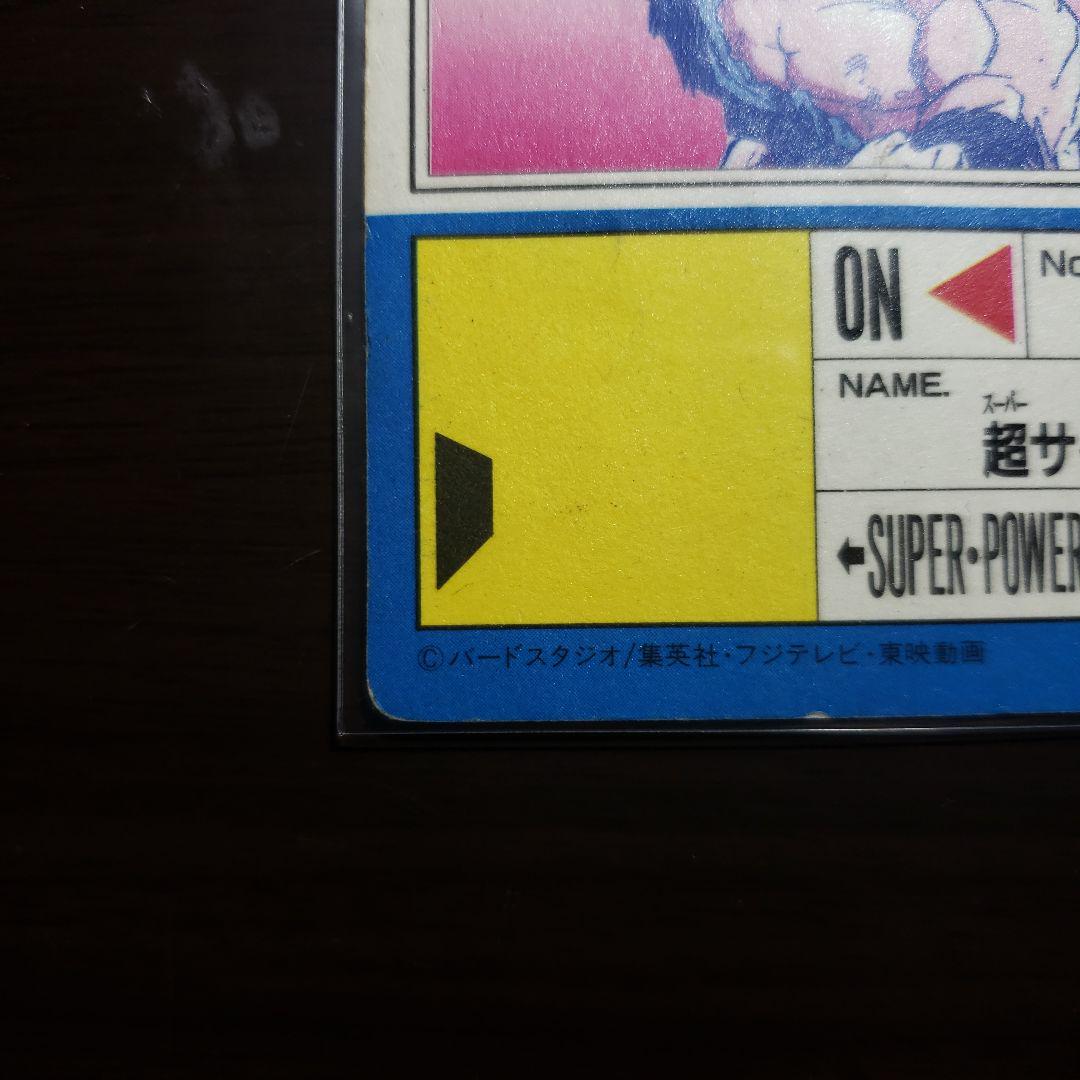 ON
No
NAME.
スーパー
超サ
←SUPER・POWER
©バードスタジオ/集英社・フジテレビ・東映動画